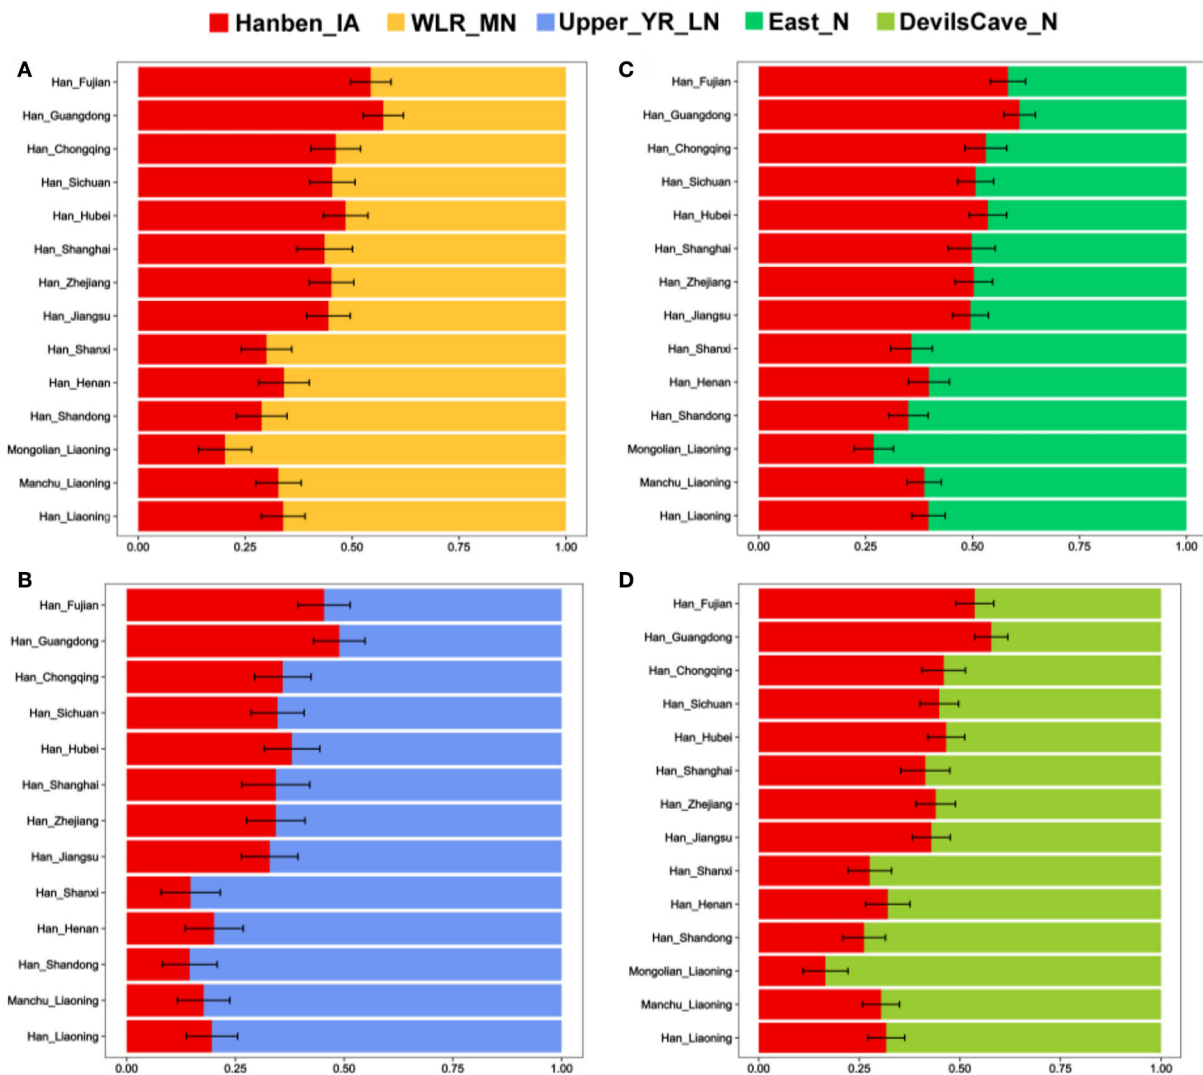 Hanben_IA WLR_MN Upper_YR_LN East_N DevilsCave_N
A
Han_Fujian
Han_Guangdong
Han_Chongqing
Han_Sichuan
Han_Hubei
Han_Shanghai
Han_Zhejiang
Han_Jiangsu
Han_Shanxi
Han_Henan
Han_Shandong
Mongolian_Liaoning
Manchu_Liaoning
Han_Liaoning
0.00 0.25 0.50 0.75 1.00
C
Han_Fujian
Han_Guangdong
Han_Chongqing
Han_Sichuan
Han_Hubei
Han_Shanghai
Han_Zhejiang
Han_Jiangsu
Han_Shanxi
Han_Henan
Han_Shandong
Mongolian_Liaoning
Manchu_Liaoning
Han_Liaoning
0.00 0.25 0.50 0.75 1.00
B
Han_Fujian
Han_Guangdong
Han_Chongqing
Han_Sichuan
Han_Hubei
Han_Shanghai
Han_Zhejiang
Han_Jiangsu
Han_Shanxi
Han_Henan
Han_Shandong
Manchu_Liaoning
Han_Liaoning
0.00 0.25 0.50 0.75 1.00
D
Han_Fujian
Han_Guangdong
Han_Chongqing
Han_Sichuan
Han_Hubei
Han_Shanghai
Han_Zhejiang
Han_Jiangsu
Han_Shanxi
Han_Henan
Han_Shandong
Mongolian_Liaoning
Manchu_Liaoning
Han_Liaoning
0.00 0.25 0.50 0.75 1.00